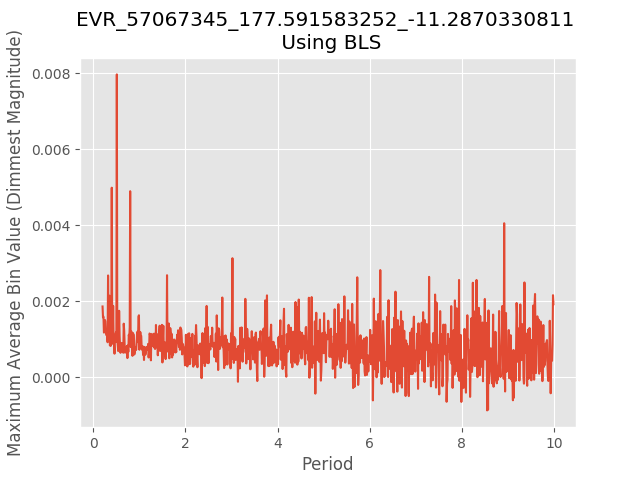 EVR_57067345_177.591583252_-11.2870330811
Using BLS
Maximum Average Bin Value (Dimmest Magnitude)
0.008
0.006
0.004
0.002
0.000
0
2
4
6
8
10
Period